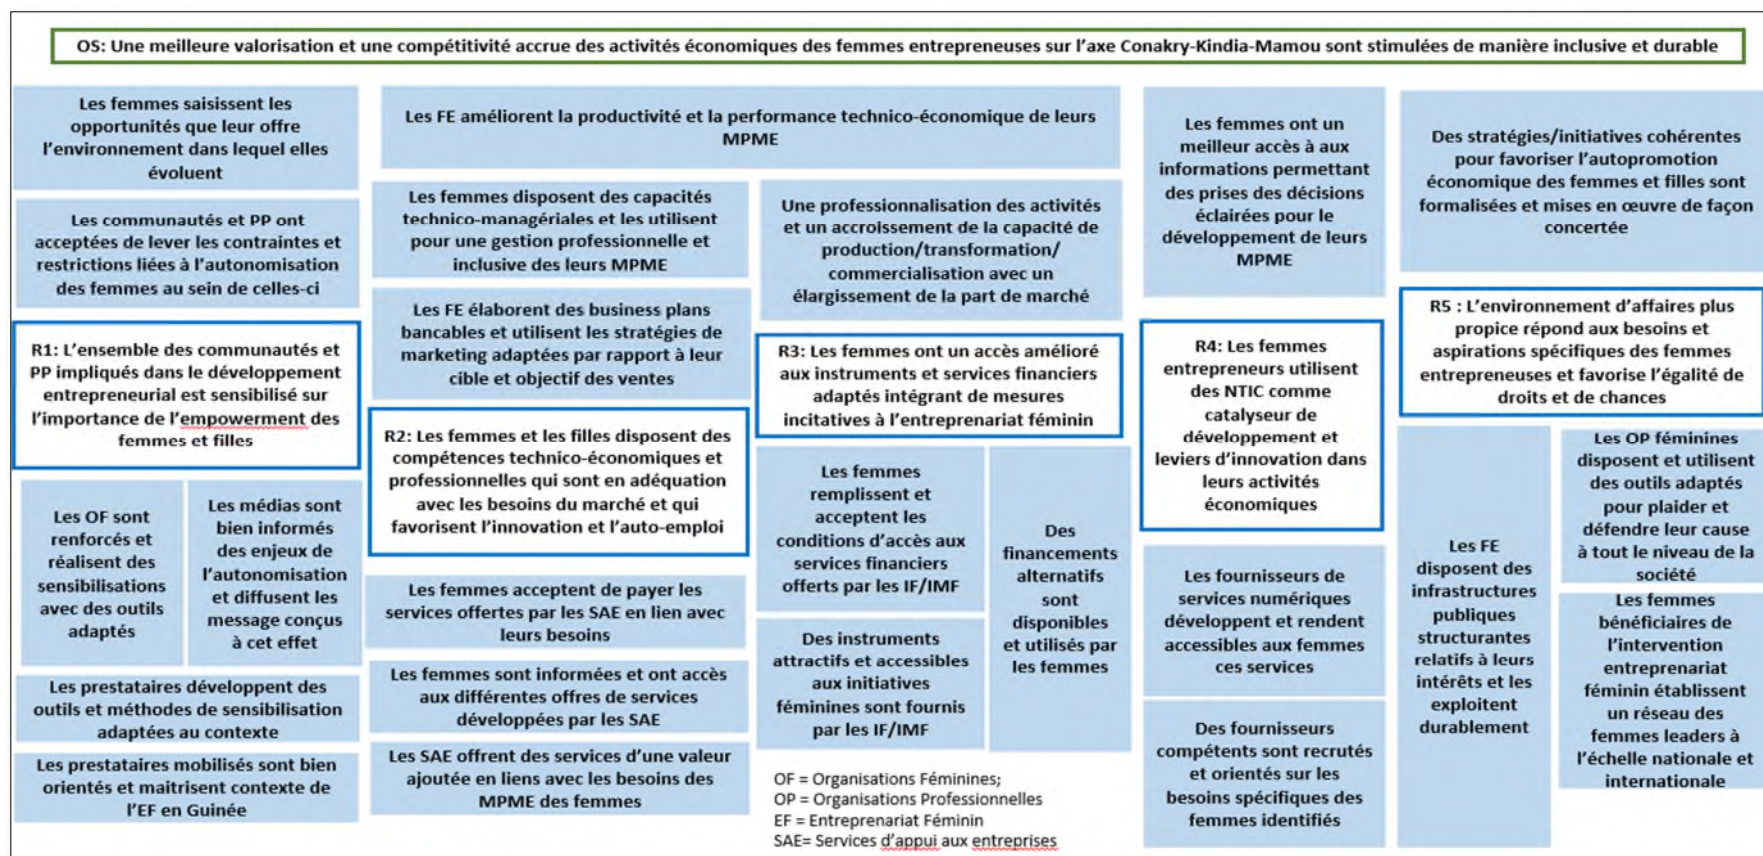 OS: Une meilleure valorisation et une compétitivité accrue des activités économiques des femmes entrepreneuses sur l'axe Conakry-Kindia-Mamou sont stimulées de manière inclusive et durable
Les femmes saisissent les
opportunités que leur offre
l'environnement dans lequel elles
évoluent
Les communautés et PP ont
acceptées de lever les contraintes et
restrictions liées à l'autonomisation
des femmes au sein de celles-ci
R1: L'ensemble des communautés et
PP impliqués dans le développement
entrepreneurial est sensibilisé sur
l'importance de l'empowerment des
femmes et filles
Les OF sont
renforcés et
réalisent des
sensibilisations
avec des outils
adaptés
Les médias sont
bien informés
des enjeux de
l'autonomisation
et diffusent les
message conçus
à cet effet
Les prestataires développent des
outils et méthodes de sensibilisation
adaptées au contexte
Les prestataires mobilisés sont bien
orientés et maitrisent contexte de
l'EF en Guinée
Les FE améliorent la productivité et la performance technico-économique de leurs
MPME
Les femmes disposent des capacités
technico-managériales et les utilisent
pour une gestion professionnelle et
inclusive des leurs MPME
Les FE élaborent des business plans
bancables et utilisent les stratégies de
marketing adaptées par rapport à leur
cible et objectif des ventes
R2: Les femmes et les filles disposent des
compétences technico-économiques et
professionnelles qui sont en adéquation
avec les besoins du marché et qui
favorisent l'innovation et l'auto-emploi
Les femmes acceptent de payer les
services offertes par les SAE en lien avec
leurs besoins
Les femmes sont informées et ont accès
aux différentes offres de services
développées par les SAE
Les SAE offrent des services d'une valeur
ajoutée en liens avec les besoins des
MPME des femmes
Une professionnalisation des activités
et un accroissement de la capacité de
production/transformation/
commercialisation avec un
élargissement de la part de marché
R3: Les femmes ont un accès amélioré
aux instruments et services financiers
adaptés intégrant de mesures
incitatives à l'entreprenariat féminin
Les femmes
remplissent et
acceptent les
conditions d'accès aux
services financiers
offerts par les IF/IMF
Des instruments
attractifs et accessibles
aux initiatives
féminines sont fournis
par les IF/IMF
Des
financements
alternatifs
sont
disponibles
et utilisés par
les femmes
OF = Organisations Féminines;
OP = Organisations Professionnelles
EF = Entreprenariat Féminin
SAE= Services d'appui aux entreprises
Les femmes ont un
meilleur accès à aux
informations permettant
des prises des décisions
éclairées pour le
développement de leurs
MPME
R4: Les femmes
entrepreneurs utilisent
des NTIC comme
catalyseur de
développement et
leviers d'innovation dans
leurs activités
économiques
Les fournisseurs de
services numériques
développent et rendent
accessibles aux femmes
ces services
Des fournisseurs
compétents sont recrutés
et orientés sur les
besoins spécifiques des
femmes identifiés
Des stratégies/initiatives cohérentes
pour favoriser l'autopromotion
économique des femmes et filles sont
formalisées et mises en œuvre de façon
concertée
R5 : L'environnement d'affaires plus
propice répond aux besoins et
aspirations spécifiques des femmes
entrepreneuses et favorise l'égalité de
droits et de chances
Les FE
disposent des
infrastructures
publiques
structurantes
relatif à leurs
intérêts et les
exploitent
durablement
Les OP féminines
disposent et utilisent
des outils adaptés
pour plaider et
défendre leur cause
à tout le niveau de la
société
Les femmes
bénéficiaires de
l'intervention
entreprenariat
féminin établissent
un réseau des
femmes leaders à
l'échelle nationale et
internationale